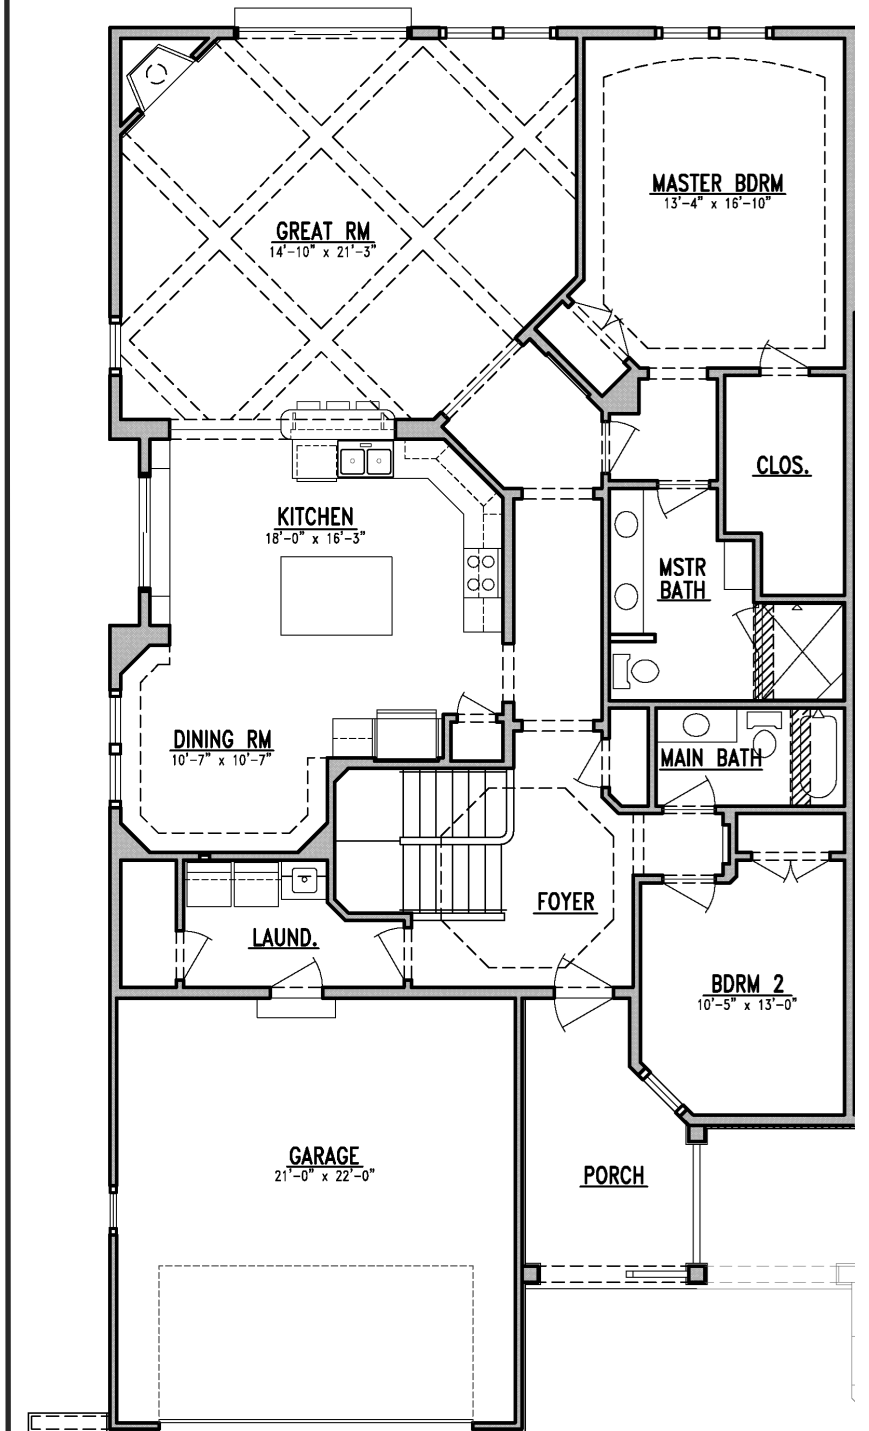 MASTER BDRM
13'-4" x 16'-10"
GREAT RM
14'-10" x 21'-3"
CLOS.
KITCHEN
18'-0" x 16'-3"
MSTR
BATH
DINING RM
10'-7" x 10'-7"
MAIN BATH
FOYER
LAUND.
BDRM 2
10'-5" x 13'-0"
GARAGE
21'-0" x 22'-0"
PORCH